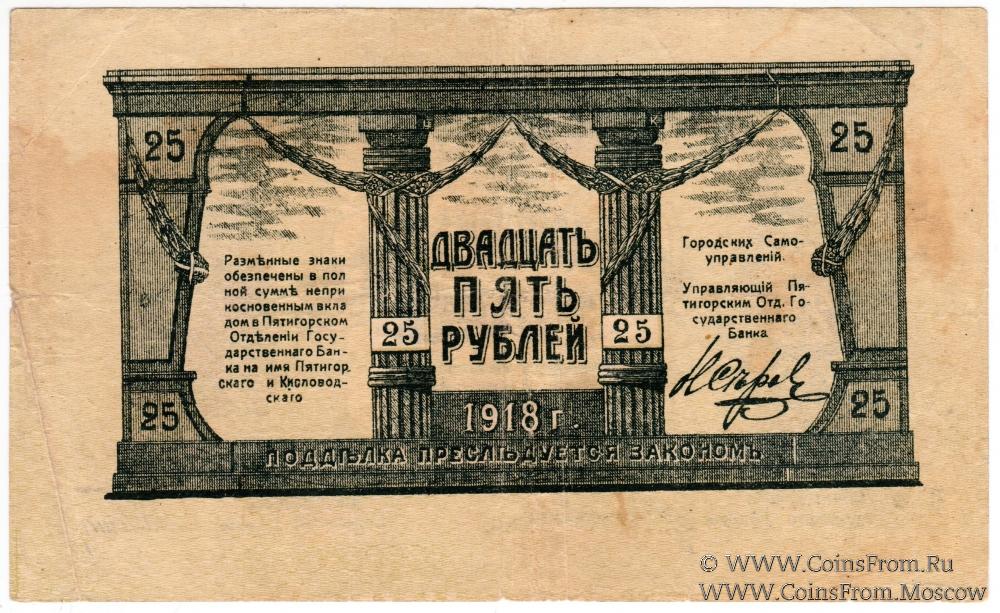 25
25
Размѣнные знаки
обезпечены в пол
ной суммѣ непри
косновенным вкла
дом в Пятигорском
Отдѣленіи Госу-
дарственнаго Бан-
ка на имя Пятигор.
скаго и Кисловод-
скаго
ДВАДЦАТЬ
ПЯТЬ
РУБЛЕЙ
25
25
Городских Само-
управленій.
Управляющій Пя-
тигорским Отд. Го-
сударственнаго
Банка
25
25
1918 г.
ПОДДѢЛКА ПРЕСЛѢДУЕТСЯ ЗАКОНОМЪ
© WWW.CoinsFrom.Ru
WWW.CoinsFrom.Moscow